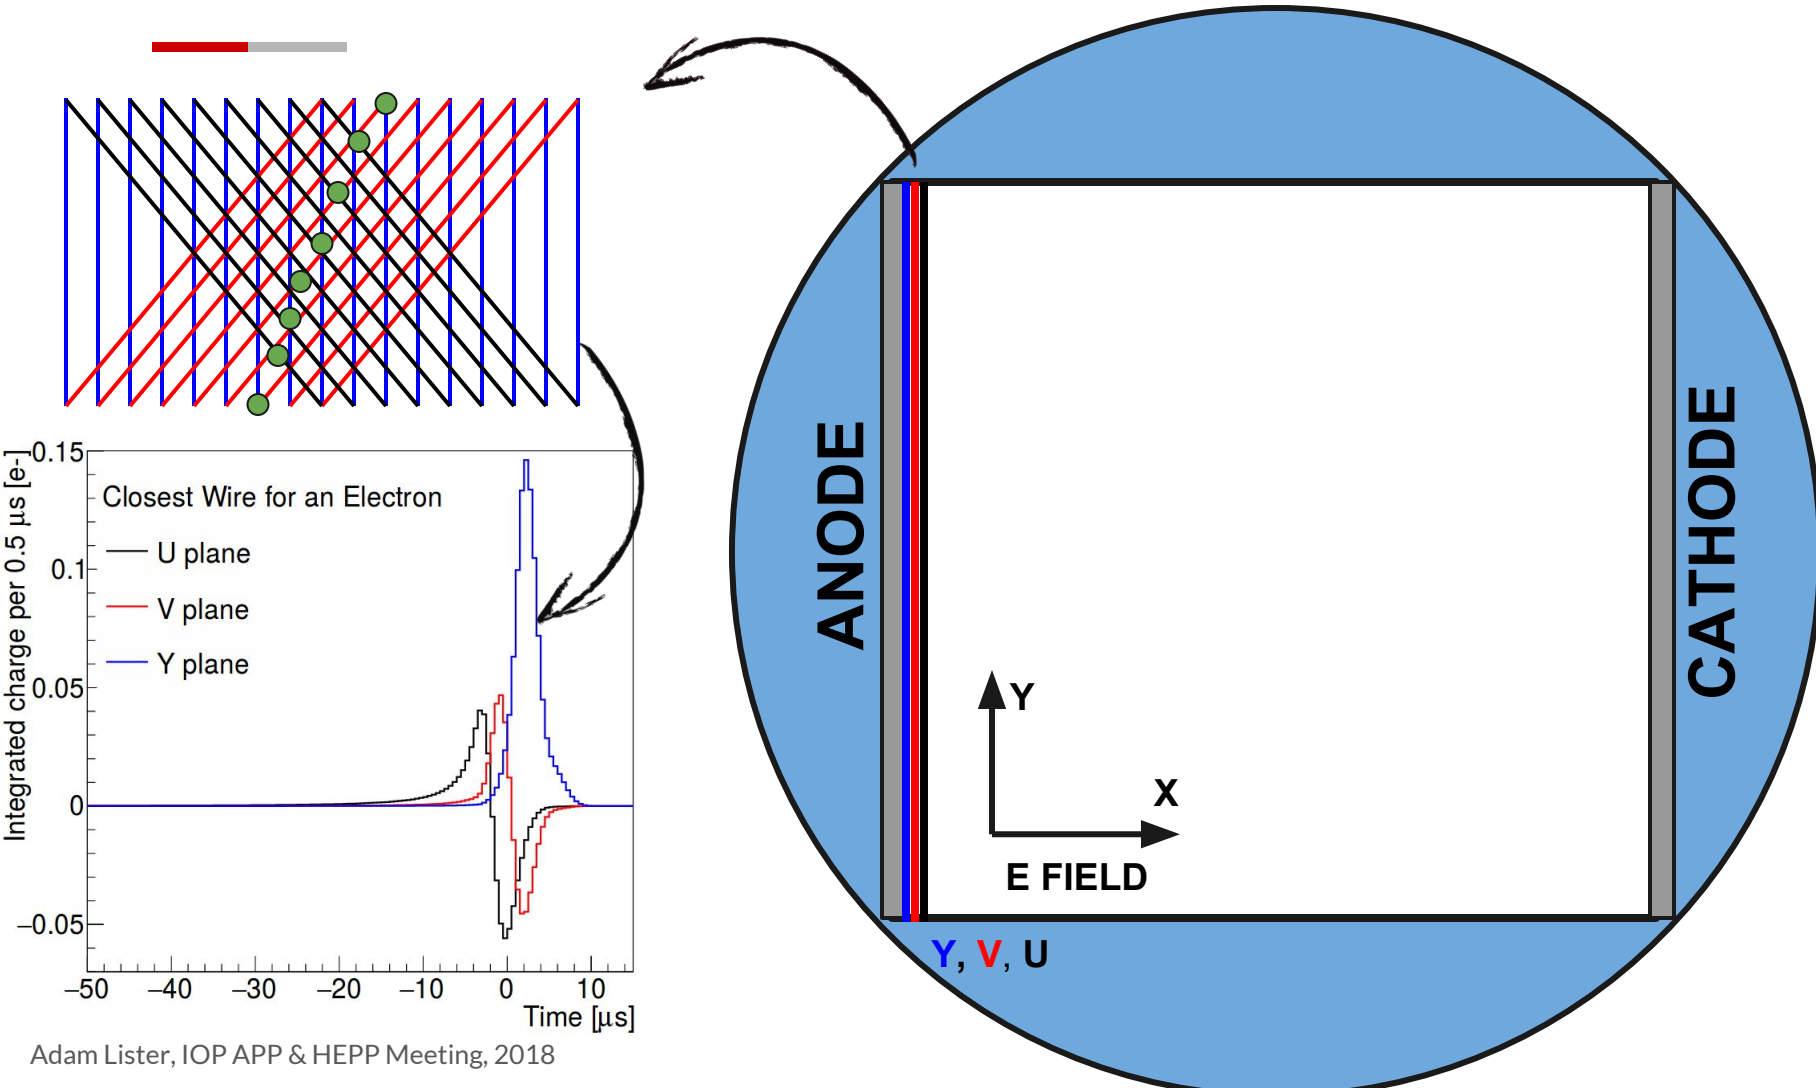 Integrated charge per 0.5 μs [e-]
0.15
0.1
0.05
0
−0.05
Closest Wire for an Electron
U plane
V plane
Y plane
−50 −40 −30 −20 −10 0 10
Time [μs]
Adam Lister, IOP APP & HEPP Meeting, 2018
ANODE
CATHODE
Y
X
E FIELD
Y, V, U